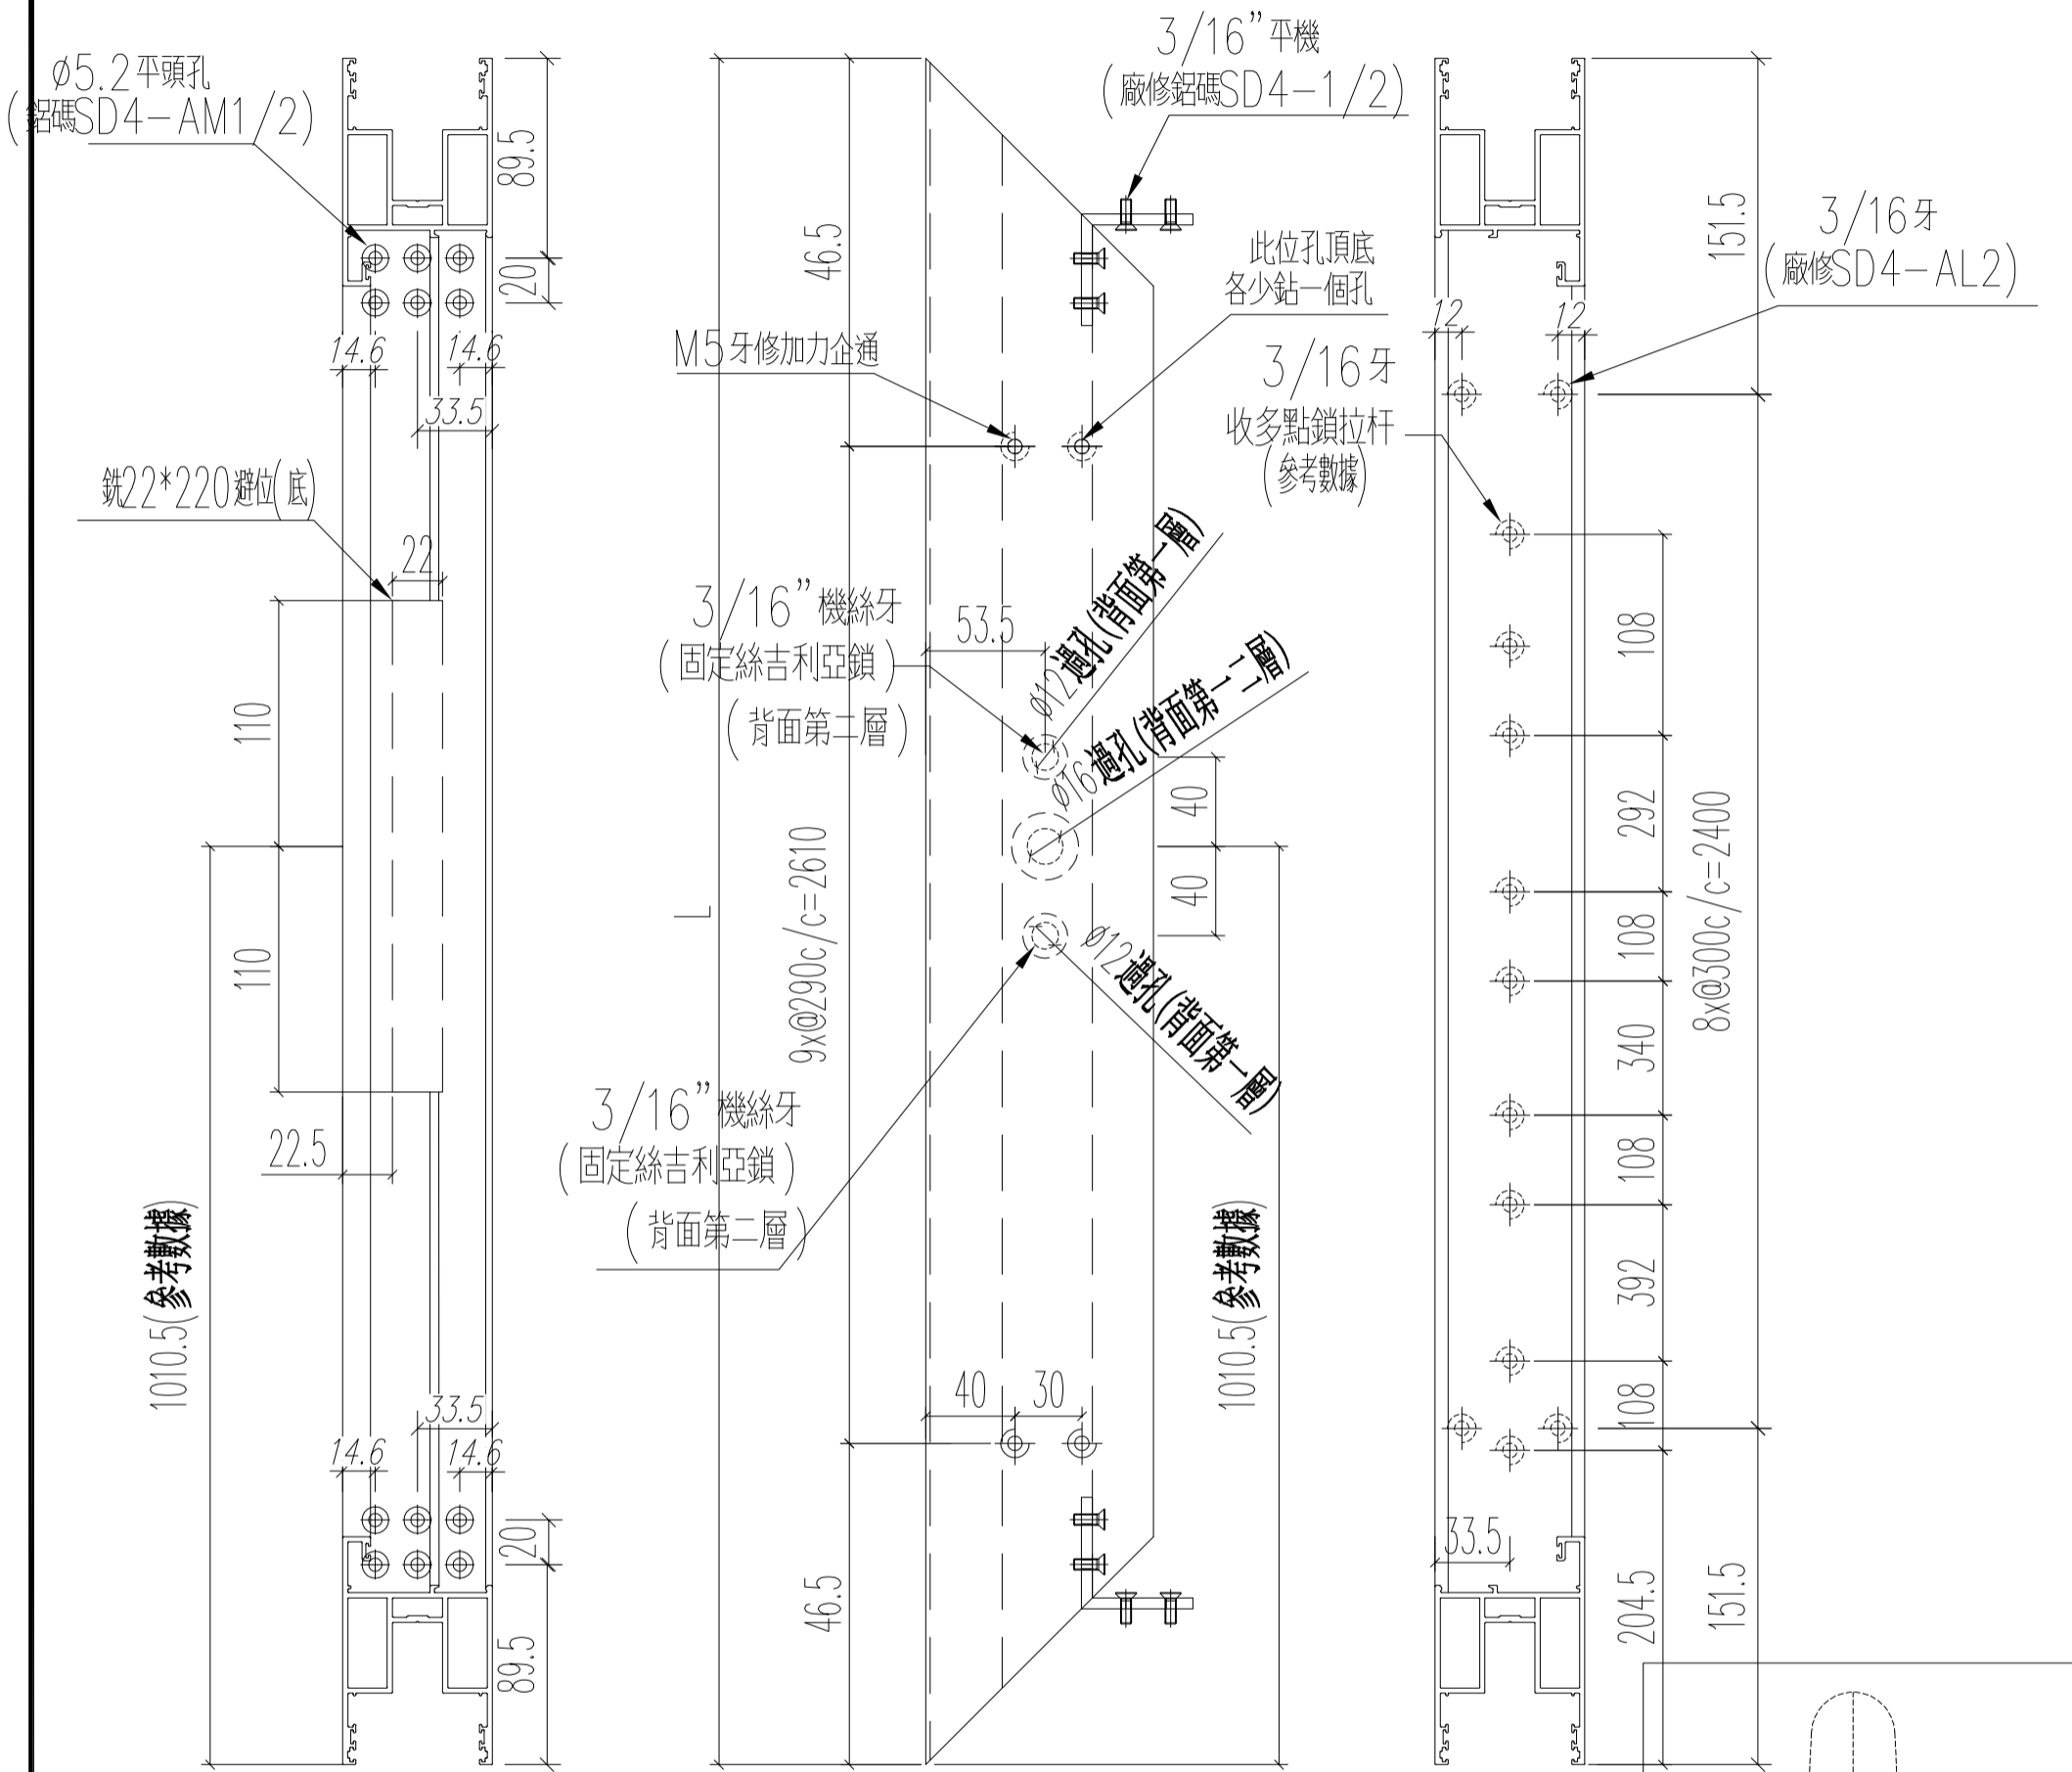 ø5.2平頭孔
(鋁碼SD4-AM1/2)
89.5
20
14.6
14.6
33.5
銑22*220避位(底)
22
110
110
22.5
1010.5(參考數據)
33.5
14.6
14.6
20
89.5
3/16”平機
(廠修鋁碼SD4-1/2)
46.5
此位孔頂底
各少鉆一個孔
M5牙修加力企通
3/16”機絲牙
(固定絲吉利亞鎖)
(背面第二層)
53.5
ø12過孔(背面第一層)
ø16過孔(背面第一二層)
40
40
L
9x@290c/c=2610
ø12過孔(背面第一層)
3/16”機絲牙
(固定絲吉利亞鎖)
(背面第二層)
1010.5(參考數據)
40
30
46.5
151.5
3/16牙
(廠修SD4-AL2)
12
12
3/16牙
收多點鎖拉杆
(參考數據)
108
292
108
8x@300c/c=2400
340
108
392
108
33.5
204.5
151.5